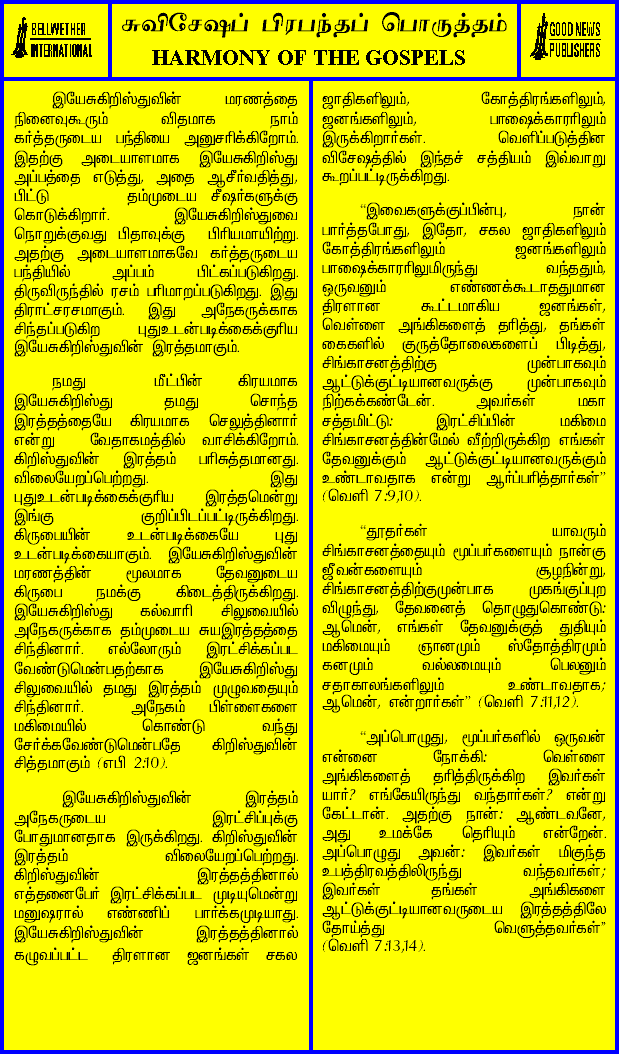 BELLWETHER
INTERNATIONAL
சுவிசேஷப் பிரபந்தப் பொருத்தம்
HARMONY OF THE GOSPELS
GOOD NEWS
PUBLISHERS
இயேசுகிறிஸ்துவின் மரணத்தை
நினைவுகூரும் விதமாக நாம்
கர்த்தருடைய பந்தியை அனுசரிக்கிறோம்.
இதற்கு அடையாளமாக இயேசுகிறிஸ்து
அப்பத்தை எடுத்து, அதை ஆசீர்வதித்து,
பிட்டு தம்முடைய சீஷர்களுக்கு
கொடுக்கிறார். இயேசுகிறிஸ்துவை
நொறுக்குவது பிதாவுக்கு பிரியமாயிற்று.
அதற்கு அடையாளமாகவே கர்த்தருடைய
பந்தியில் அப்பம் பிட்கப்படுகிறது.
திருவிருந்தில் ரசம் பரிமாறப்படுகிறது. இது
திராட்சரசமாகும். இது அநேகருக்காக
சிந்தப்படுகிற புதுஉடன்படிக்கைக்குரிய
இயேசுகிறிஸ்துவின் இரத்தமாகும்.
நமது மீட்பின் கிரயமாக
இயேசுகிறிஸ்து தமது சொந்த
இரத்தத்தையே கிரயமாக செலுத்தினார்
என்று வேதாகமத்தில் வாசிக்கிறோம்.
கிறிஸ்துவின் இரத்தம் பரிசுத்தமானது.
விலையேறப்பெற்றது. இது
புதுஉடன்படிக்கைக்குரிய இரத்தமென்று
இங்கு குறிப்பிடப்பட்டிருக்கிறது.
கிருபையின் உடன்படிக்கையே புது
உடன்படிக்கையாகும். இயேசுகிறிஸ்துவின்
மரணத்தின் மூலமாக தேவனுடைய
கிருபை நமக்கு கிடைத்திருக்கிறது.
இயேசுகிறிஸ்து கல்வாரி சிலுவையில்
அநேகருக்காக தம்முடைய சுயஇரத்தத்தை
சிந்தினார். எல்லோரும் இரட்சிக்கப்பட
வேண்டுமென்பதற்காக இயேசுகிறிஸ்து
சிலுவையில் தமது இரத்தம் முழுவதையும்
சிந்தினார். அநேகம் பிள்ளைகளை
மகிமையில் கொண்டு வந்து
சேர்க்கவேண்டுமென்பதே கிறிஸ்துவின்
சித்தமாகும் (எபி 2:10).
இயேசுகிறிஸ்துவின் இரத்தம்
அநேகருடைய இரட்சிப்புக்கு
போதுமானதாக இருக்கிறது. கிறிஸ்துவின்
இரத்தம் விலையேறப்பெற்றது.
கிறிஸ்துவின் இரத்தத்தினால்
எத்தனைபேர் இரட்சிக்கப்பட முடியுமென்று
மனுஷரால் எண்ணிப் பார்க்கமுடியாது.
இயேசுகிறிஸ்துவின் இரத்தத்தினால்
கழுவப்பட்ட திரளான ஜனங்கள் சகல
ஜாதிகளிலும், கோத்திரங்களிலும்,
ஜனங்களிலும், பாஷைக்காரரிலும்
இருக்கிறார்கள். வெளிப்படுத்தின
விசேஷத்தில் இந்தச் சத்தியம் இவ்வாறு
கூறப்பட்டிருக்கிறது.
“இவைகளுக்குப்பின்பு, நான்
பார்த்தபோது, இதோ, சகல ஜாதிகளிலும்
கோத்திரங்களிலும் ஜனங்களிலும்
பாஷைக்காரரிலுமிருந்து வந்ததும்,
ஒருவனும் எண்ணக்கூடாததுமான
திரளான கூட்டமாகிய ஜனங்கள்,
வெள்ளை அங்கிகளைத் தரித்து, தங்கள்
கைகளில் குருத்தோலைகளைப் பிடித்து,
சிங்காசனத்திற்கு முன்பாகவும்
ஆட்டுக்குட்டியானவருக்கு முன்பாகவும்
நிற்கக்கண்டேன். அவர்கள் மகா
சத்தமிட்டு: இரட்சிப்பின் மகிமை
சிங்காசனத்தின்மேல் வீற்றிருக்கிற எங்கள்
தேவனுக்கும் ஆட்டுக்குட்டியானவருக்கும்
உண்டாவதாக என்று ஆர்ப்பரித்தார்கள்”
(வெளி 7:9,10).
“தூதர்கள் யாவரும்
சிங்காசனத்தையும் மூப்பர்களையும் நான்கு
ஜீவன்களையும் சூழநின்று,
சிங்காசனத்திற்குமுன்பாக முகங்குப்புற
விழுந்து, தேவனைத் தொழுதுகொண்டு:
ஆமென், எங்கள் தேவனுக்குத் துதியும்
மகிமையும் ஞானமும் ஸ்தோத்திரமும்
கனமும் வல்லமையும் பெலனும்
சதாகாலங்களிலும் உண்டாவதாக;
ஆமென், என்றார்கள்” (வெளி 7:11,12).
“அப்பொழுது, மூப்பர்களில் ஒருவன்
என்னை நோக்கி: வெள்ளை
அங்கிகளைத் தரித்திருக்கிற இவர்கள்
யார்? எங்கேயிருந்து வந்தார்கள்? என்று
கேட்டான். அதற்கு நான்: ஆண்டவனே,
அது உமக்கே தெரியும் என்றேன்.
அப்பொழுது அவன்: இவர்கள் மிகுந்த
உபத்திரவத்திலிருந்து வந்தவர்கள்;
இவர்கள் தங்கள் அங்கிகளை
ஆட்டுக்குட்டியானவருடைய இரத்தத்திலே
தோய்த்து வெளுத்தவர்கள்”
(வெளி 7:13,14).